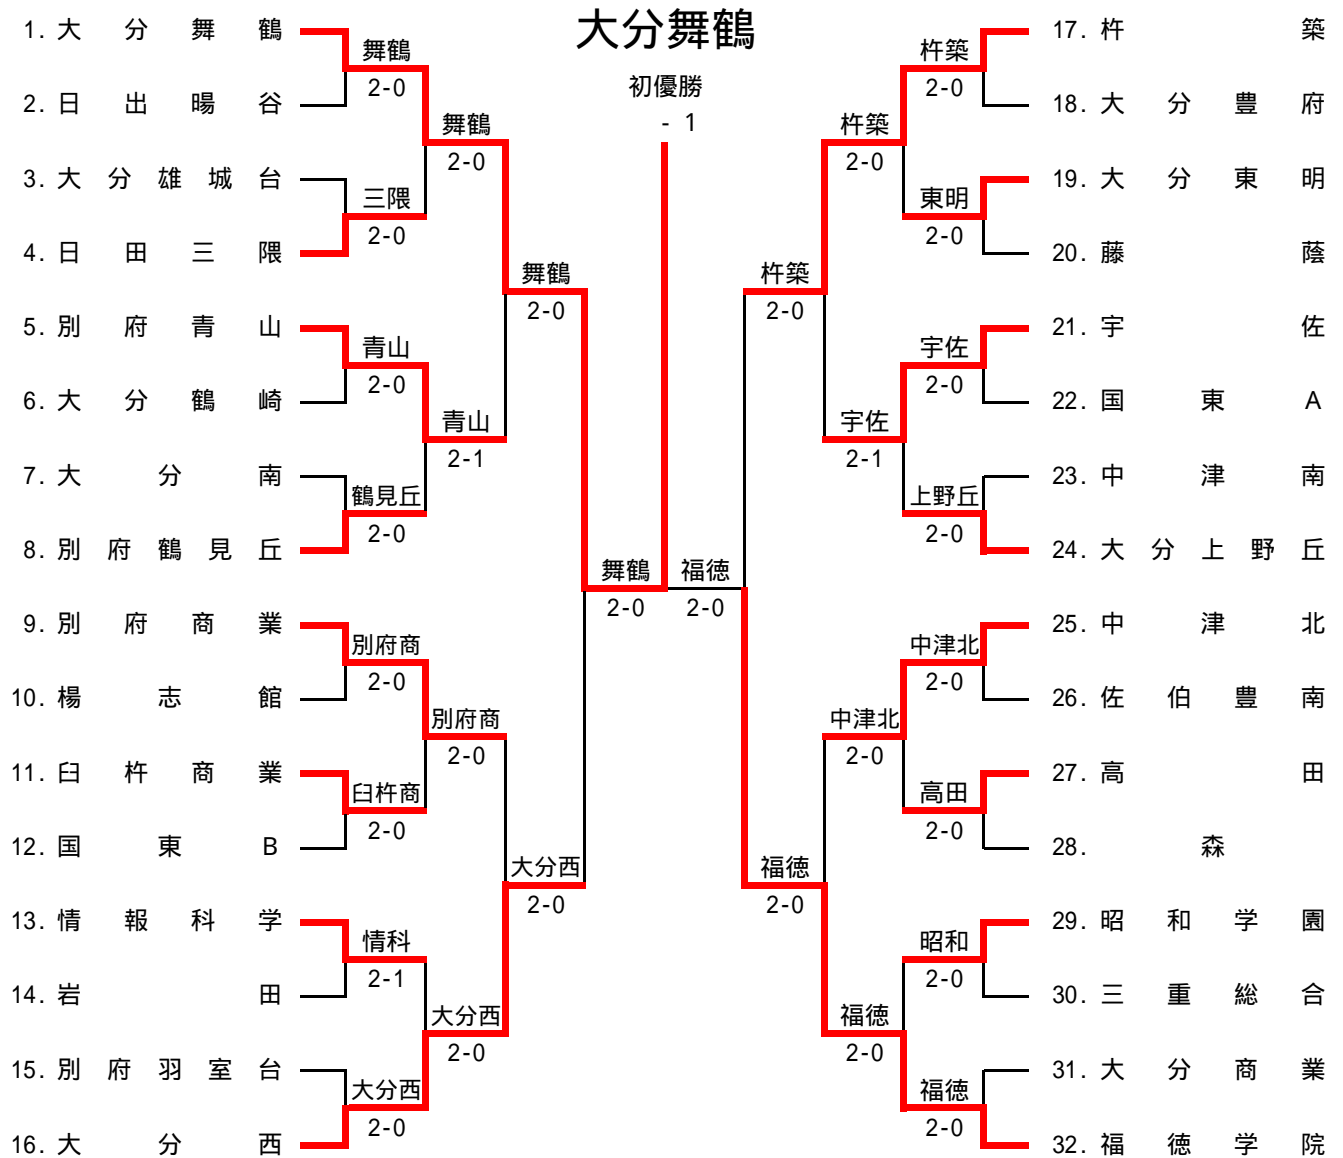 大分舞鶴
初優勝
- 1
1. 大分舞鶴
舞鶴
2-0
2. 日出暘谷
舞鶴
2-0
3. 大分雄城台
三隈
2-0
4. 日田三隈
舞鶴
2-0
5. 別府青山
青山
2-0
6. 大分鶴崎
青山
2-1
7. 大分南
鶴見丘
2-0
8. 別府鶴見丘
舞鶴
2-0
9. 別府商業
別府商
2-0
10. 楊志館
別府商
2-0
11. 臼杵商業
臼杵商
2-0
12. 国東B
大分西
2-0
13. 情報科学
情科
2-1
14. 岩田
大分西
2-0
15. 別府羽室台
大分西
2-0
16. 大分西
17. 杵築
杵築
2-0
18. 大分豊府
杵築
2-0
19. 大分東明
東明
2-0
20. 藤蔭
杵築
2-0
21. 宇佐
宇佐
2-0
22. 国東A
宇佐
2-1
23. 中津南
上野丘
2-0
24. 大分上野丘
福徳
2-0
25. 中津北
中津北
2-0
26. 佐伯豊南
中津北
2-0
27. 高田
高田
2-0
28. 森
福徳
2-0
29. 昭和学園
昭和
2-0
30. 三重総合
福徳
2-0
31. 大分商業
福徳
2-0
32. 福徳学院